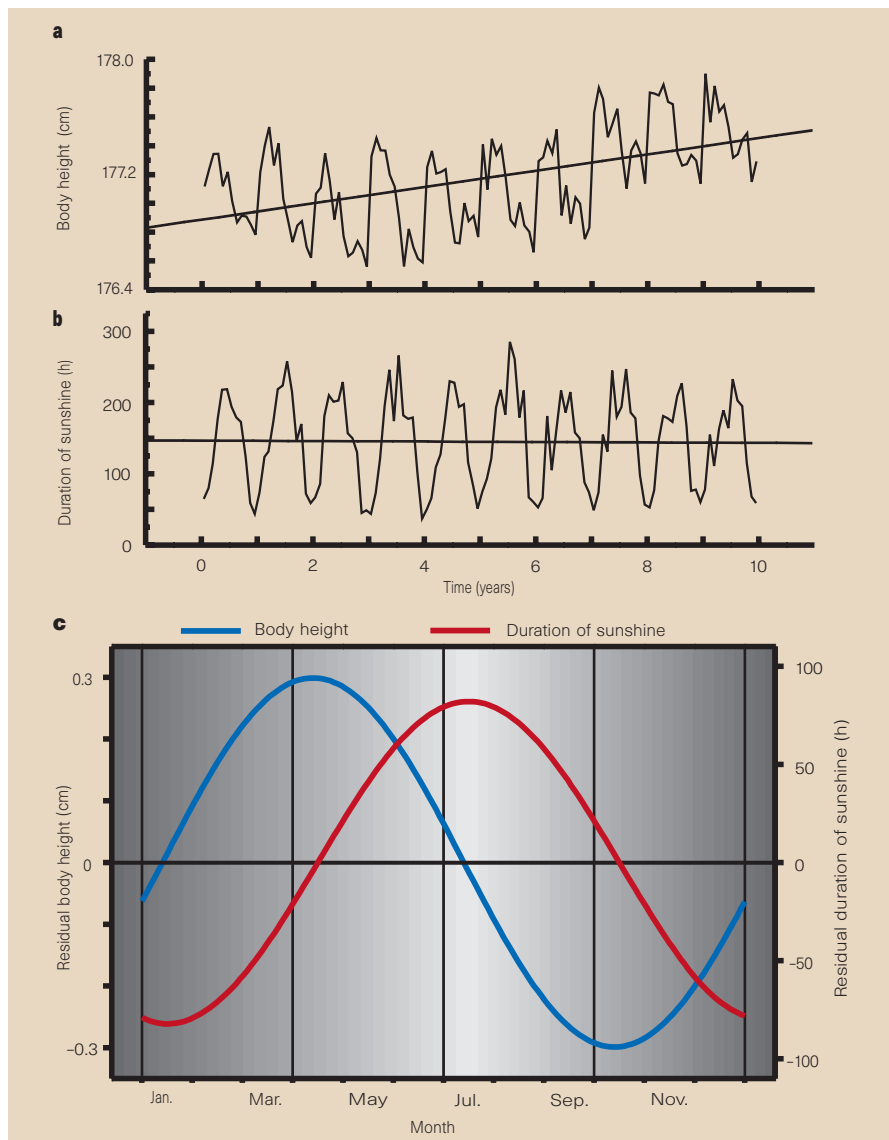 a
178.0
177.2
176.4
Body height (cm)
b
300
200
100
0
Duration of sunshine (h)
0 2 4 6 8 10
Time (years)
c
Body height Duration of sunshine
0.3
0
–0.3
Residual body height (cm)
100
50
0
–50
–100
Residual duration of sunshine (h)
Jan. Mar. May Jul. Sep. Nov.
Month